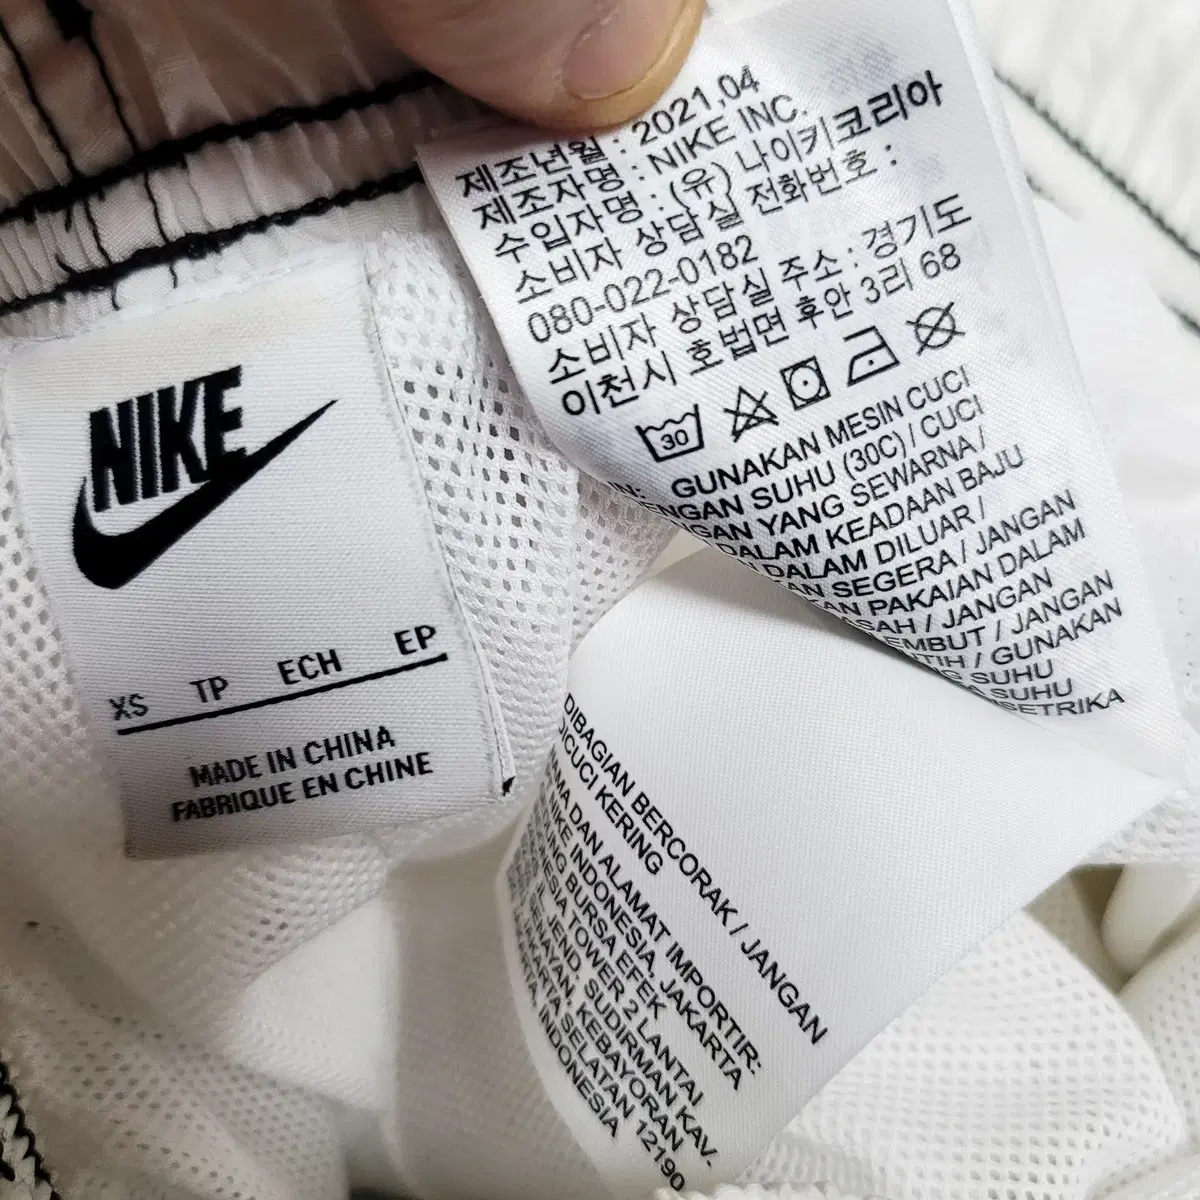 NIKE
XS TP ECH EP
MADE IN CHINA
FABRIQUE EN CHINE
제조년월 : 2021.04
제조자명 : NIKE INC.
수입자명 : (유) 나이키코리아
소비자 상담실 전화번호 :
080-022-0182
소비자 상담실 주소 : 경기도
이천시 호법면 후안 3리 68
30
IN: GUNAKAN MESIN CUCI
DENGAN SUHU (30C) / CUCI
YANG SEWARNA /
DALAM KEADAAN BAJU
DALAM DILUAR /
SEGERA / JANGAN
PAKAIAN DALAM
/ JANGAN
/ JANGAN
/ GUNAKAN
SUHU
SUHU
DIBAGIAN BERCORAK / JANGAN
DICUCI KERING
DAN ALAMAT IMPORTIR:
NIKE INDONESIA, JAKARTA
BURSA EFEK
TOWER 2 LANTAI
JL. JEND. SUDIRMAN KAV.
KEBAYORAN
SELATAN 12190
INDONESIA